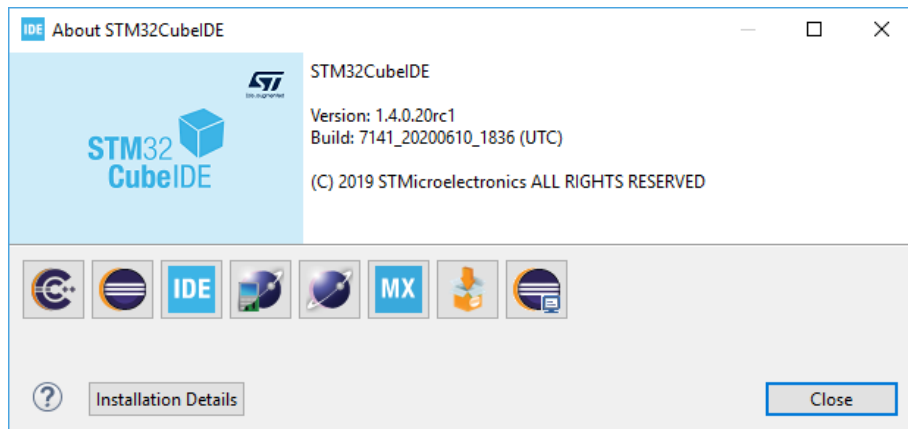 IDE About STM32CubeIDE
STM32
CubeIDE
STM32CubeIDE
Version: 1.4.0.20rc1
Build: 7141_20200610_1836 (UTC)
(C) 2019 STMicroelectronics ALL RIGHTS RESERVED
IDE
MX
?
Installation Details
Close